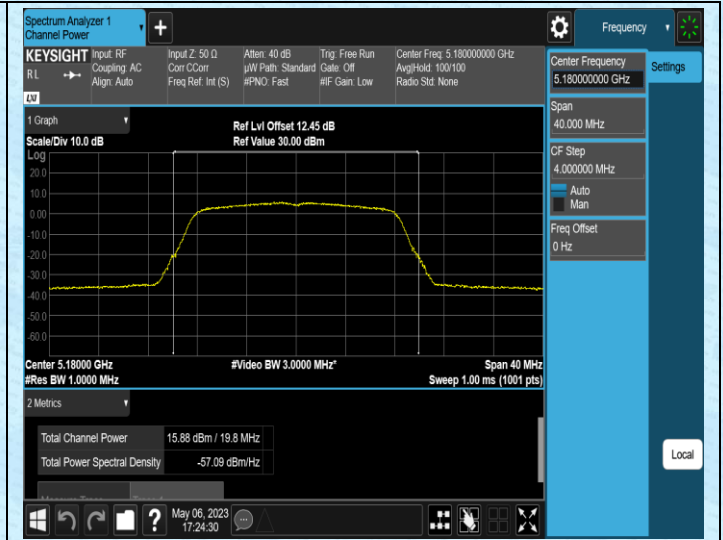 Spectrum Analyzer 1
Channel Power
+
Frequency
KEYSIGHT
RL
LXI
Input: RF
Coupling: AC
Align: Auto
Input Z: 50 Ω
Corr CCorr
Freq Ref: Int (S)
Atten: 40 dB
µW Path: Standard
#PNO: Fast
Trig: Free Run
Gate: Off
#IF Gain: Low
Center Freq: 5.180000000 GHz
Avg|Hold: 100/100
Radio Std: None
Center Frequency
5.180000000 GHz
Settings
Span
40.000 MHz
CF Step
4.000000 MHz
Auto
Man
Freq Offset
0 Hz
1 Graph
Scale/Div 10.0 dB
Ref Lvl Offset 12.45 dB
Ref Value 30.00 dBm
Log
20.0
10.0
0.00
-10.0
-20.0
-30.0
-40.0
-50.0
-60.0
Center 5.18000 GHz
#Video BW 3.0000 MHz*
Span 40 MHz
#Res BW 1.0000 MHz
Sweep 1.00 ms (1001 pts)
2 Metrics
Total Channel Power 15.88 dBm / 19.8 MHz
Total Power Spectral Density -57.09 dBm/Hz
Local
?
May 06, 2023
17:24:30